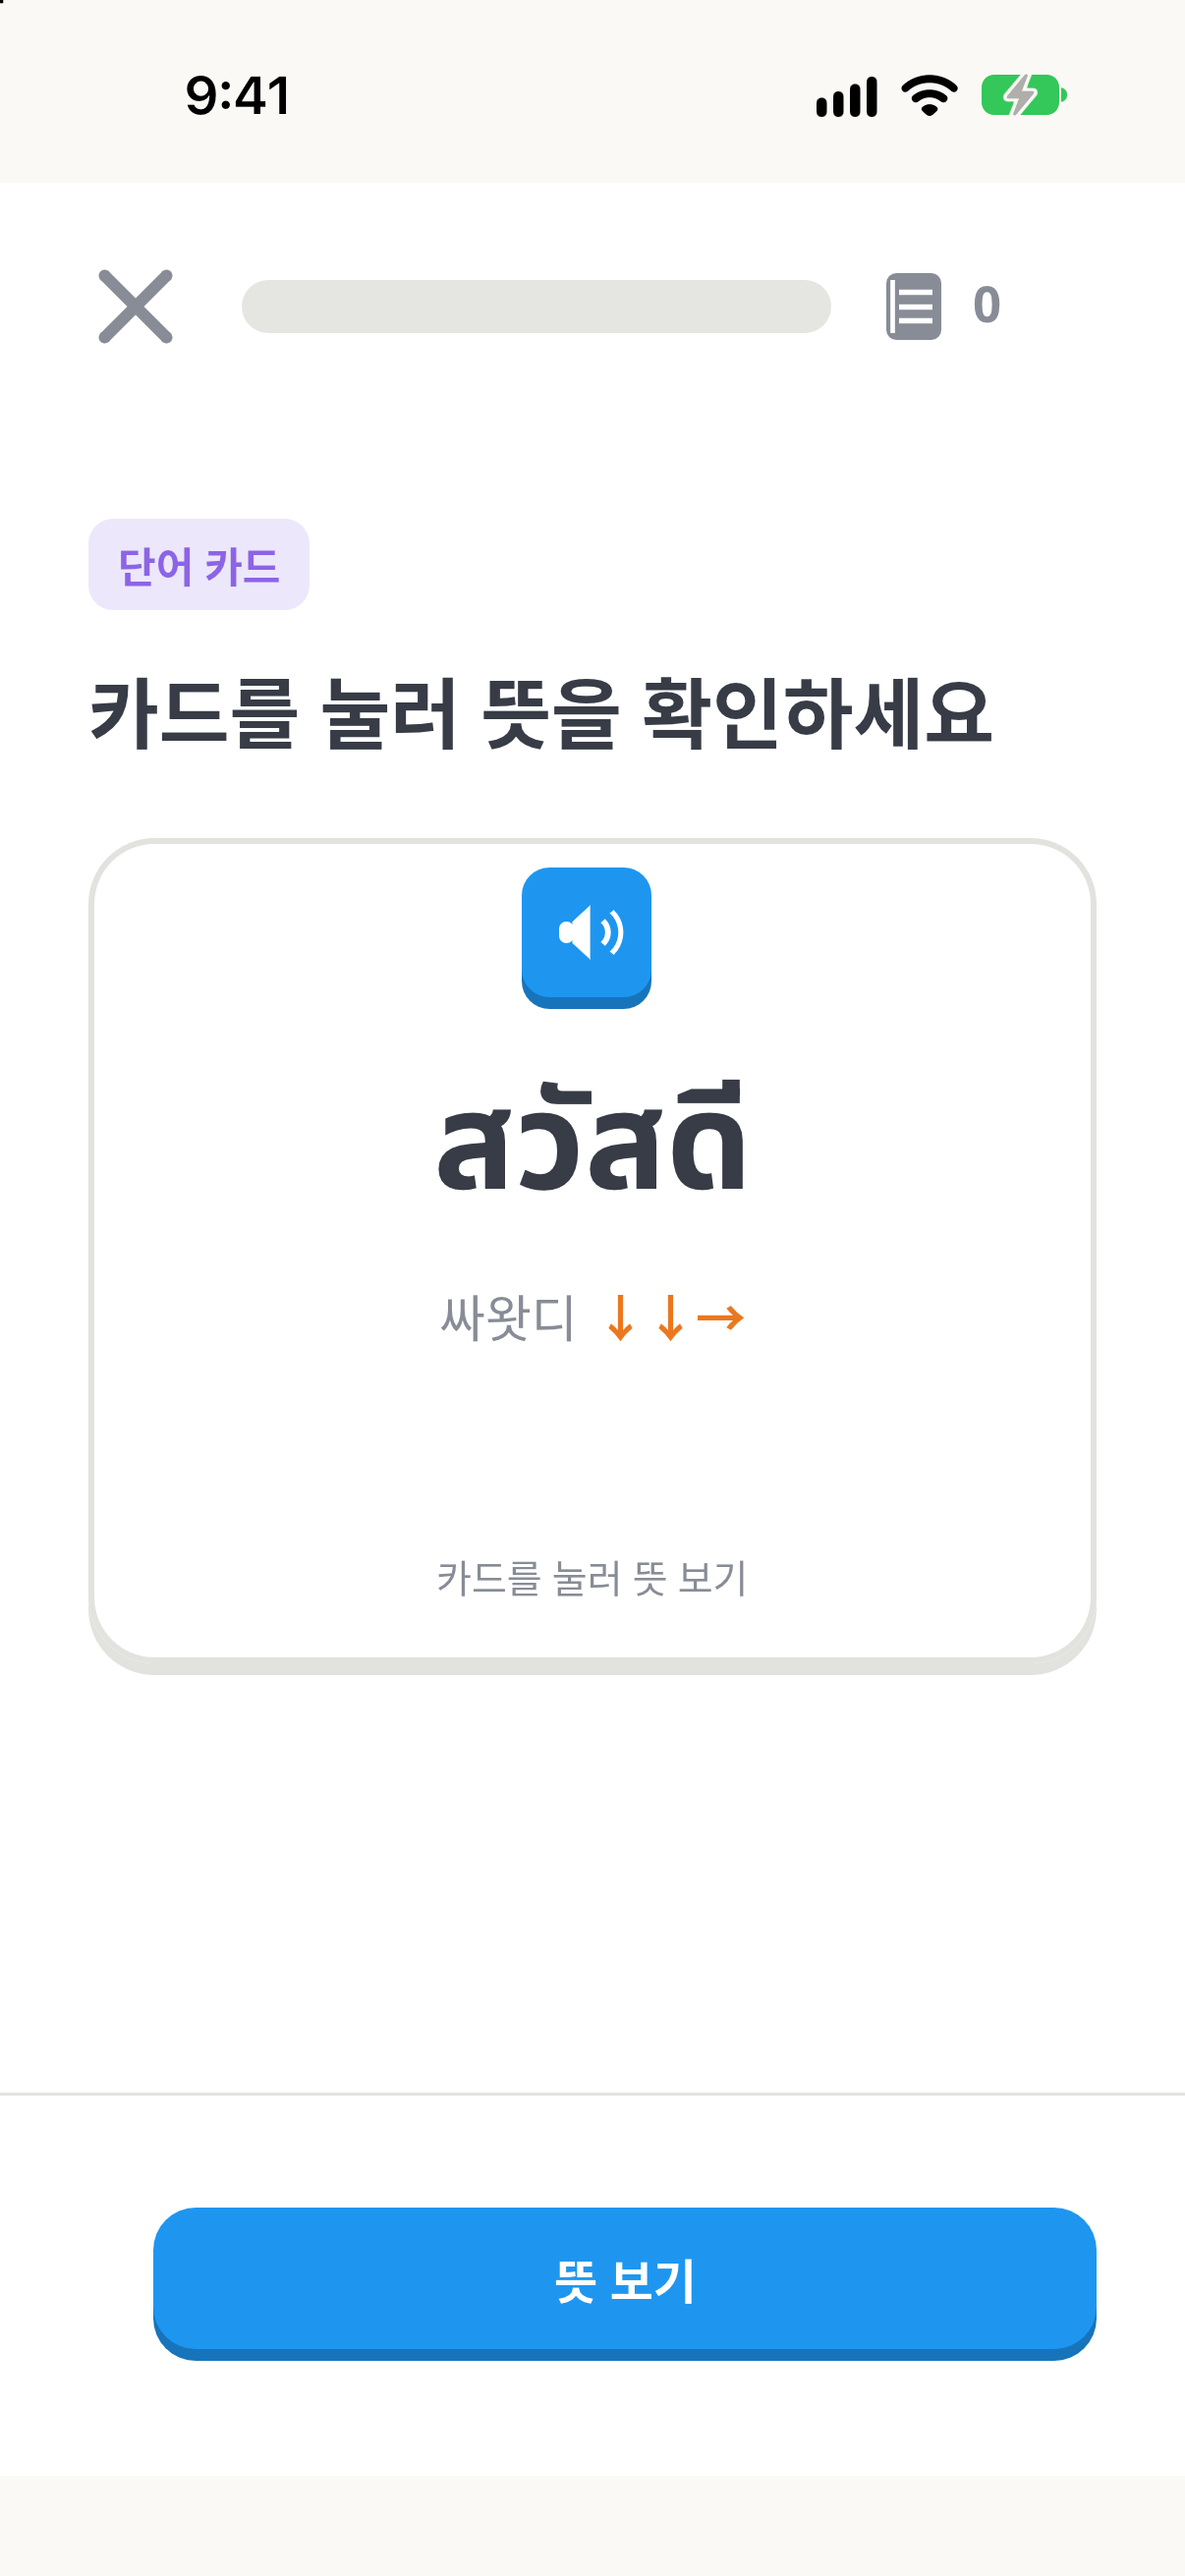 9:41
0
단어 카드
카드를 눌러 뜻을 확인하세요
สวัสดี
싸왓디 ↓↓→
카드를 눌러 뜻 보기
뜻 보기